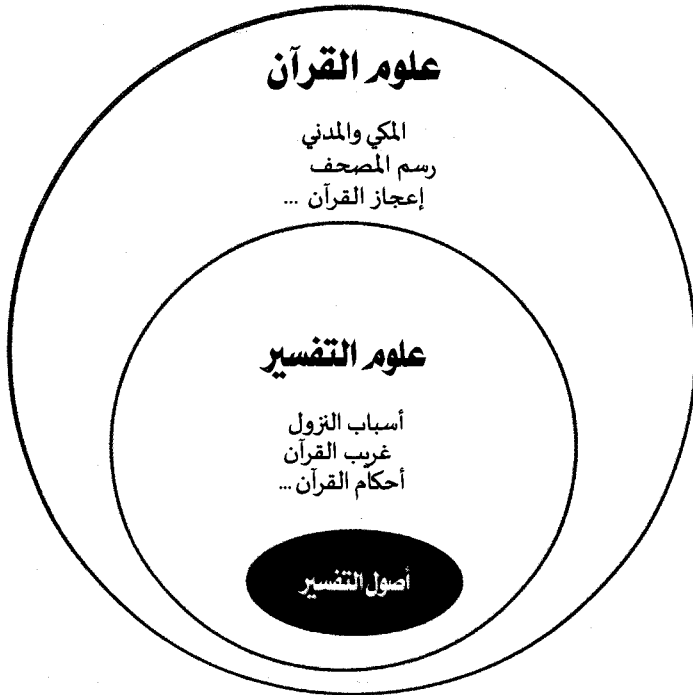 علوم القرآن
المكي والمدني
رسم المصحف
إعجاز القرآن ...
علوم التفسير
أسباب النزول
غريب القرآن
أحكام القرآن ...
أصول التفسير